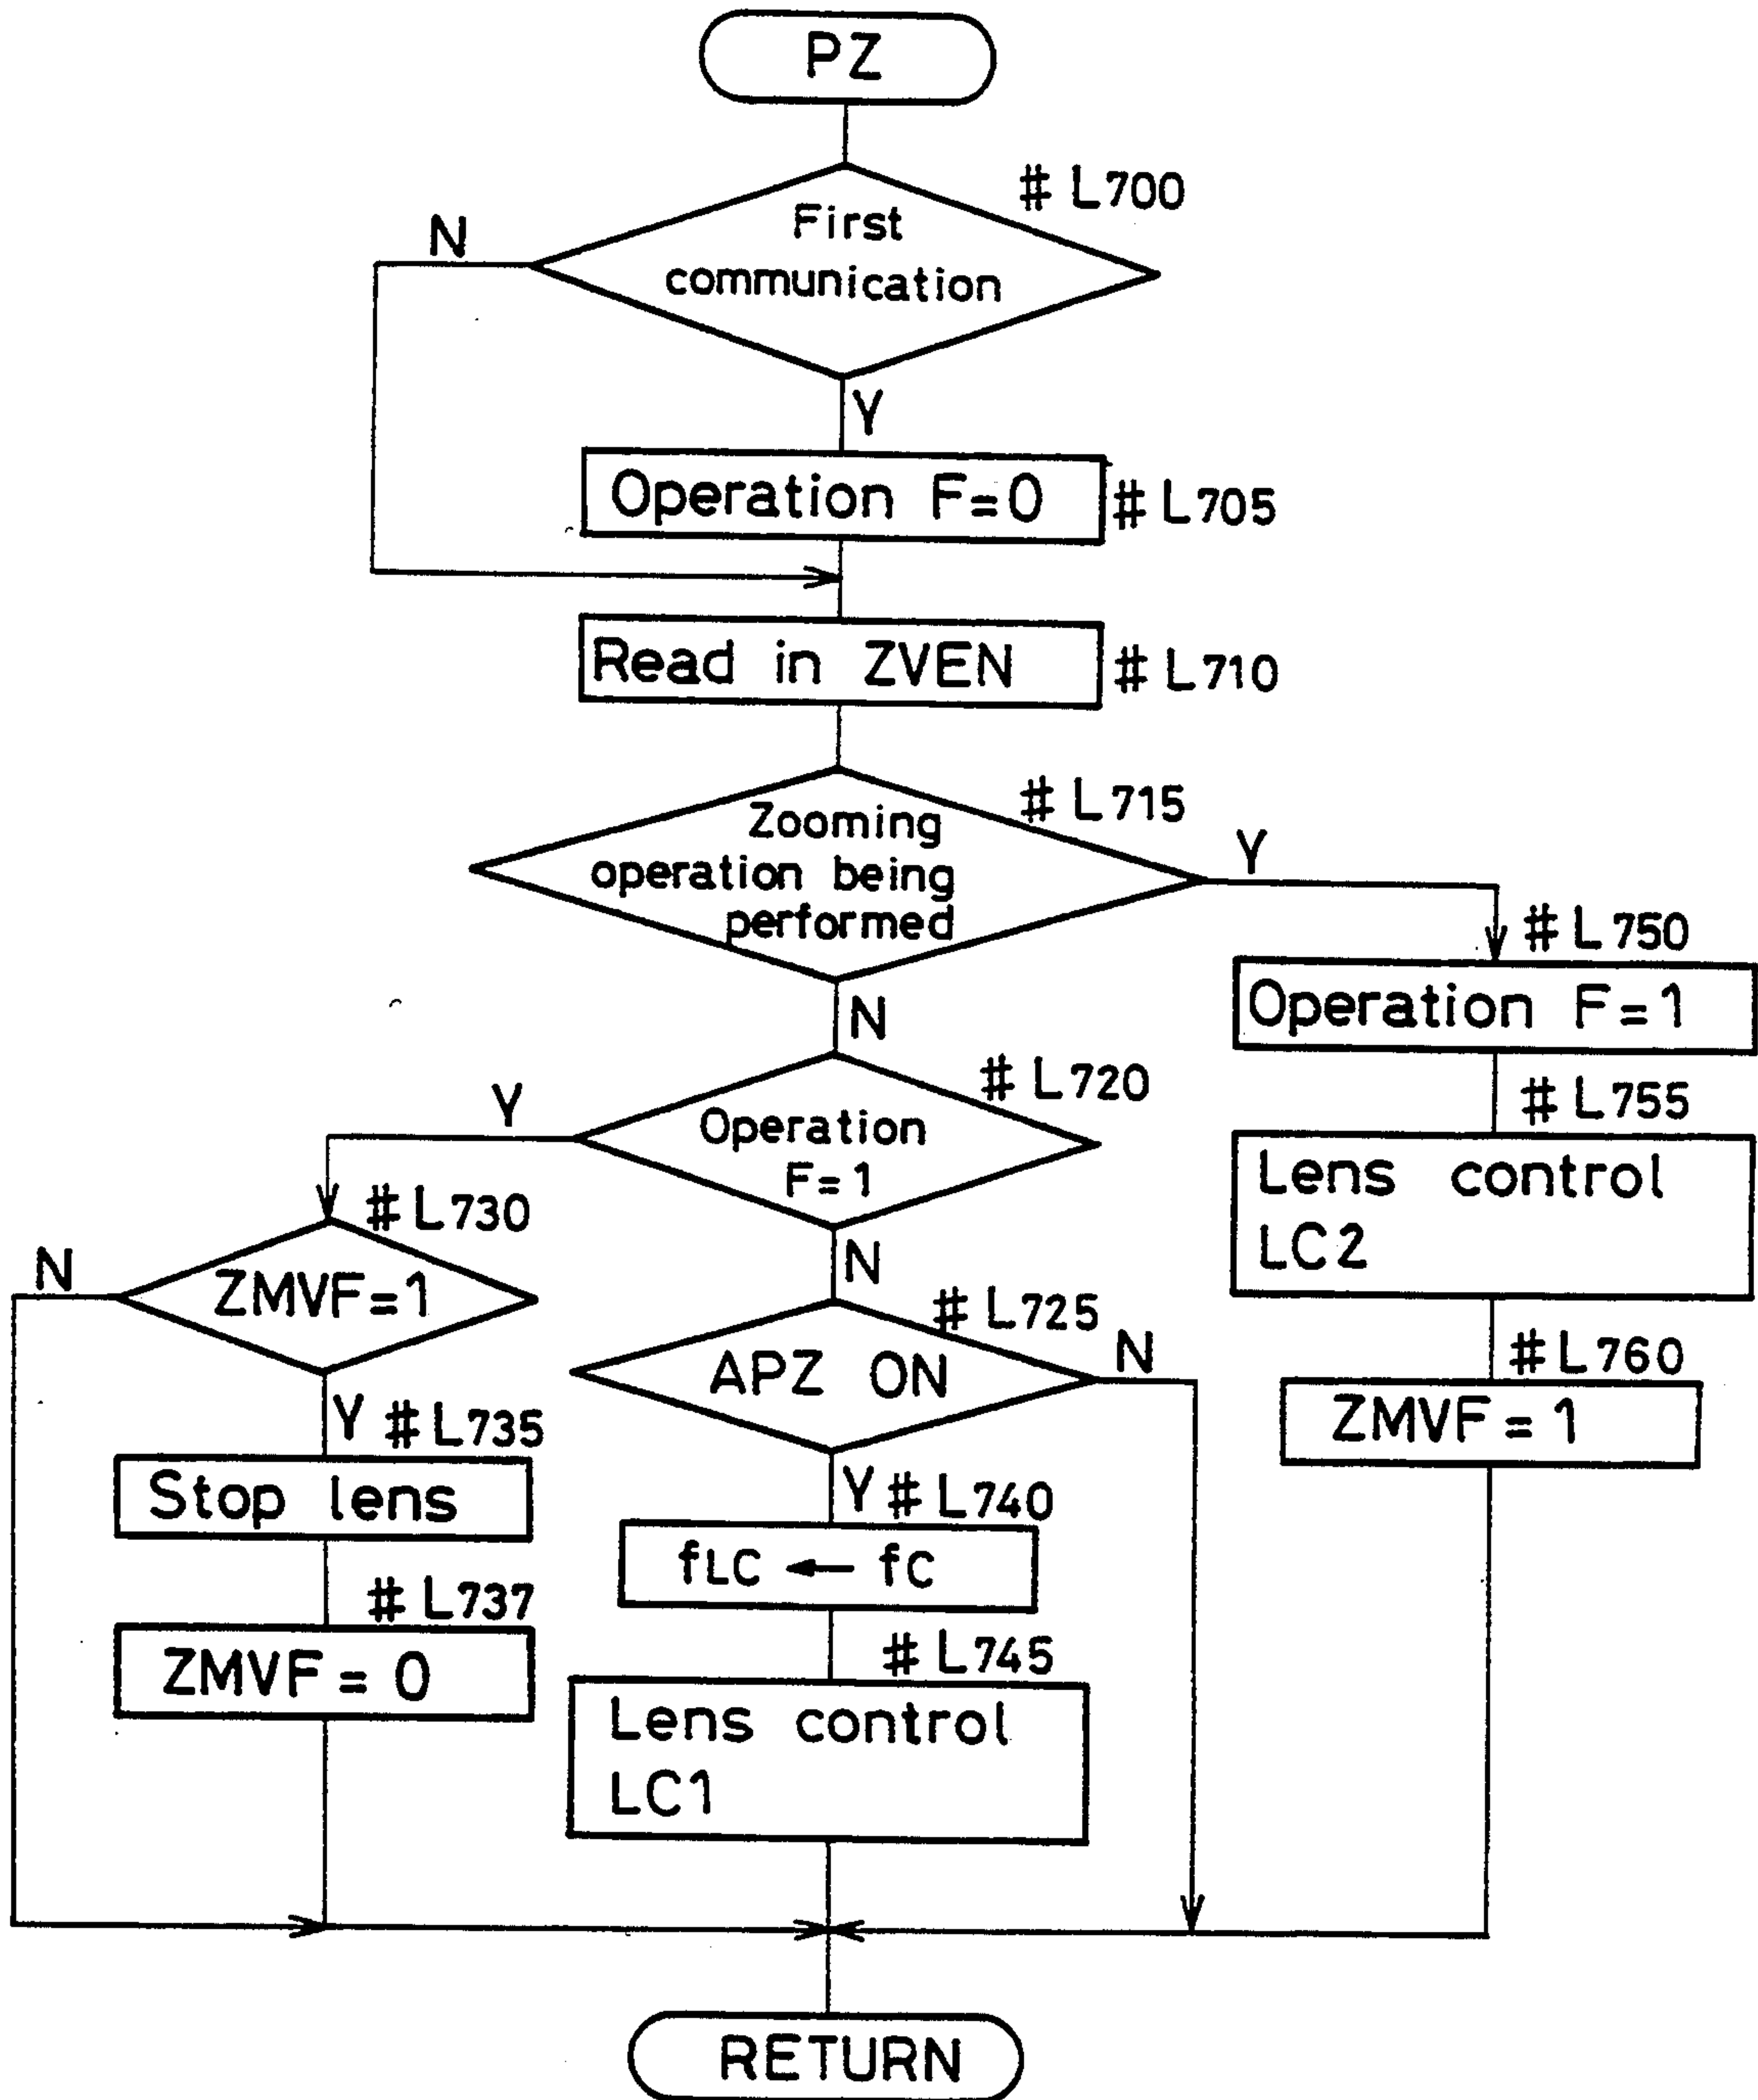 PZ
# L700
First
communication
N
Y
Operation F=0
# L705
Read in ZVEN
# L710
# L715
Zooming
operation being
performed
Y
N
# L750
Operation F=1
# L720
Operation
F=1
Y
N
# L755
Lens control
LC2
# L730
ZMVF=1
N
Y
# L725
APZ ON
N
Y
# L760
ZMVF=1
# L735
Stop lens
# L740
fLC ← fC
# L737
ZMVF=0
# L745
Lens control
LC1
RETURN